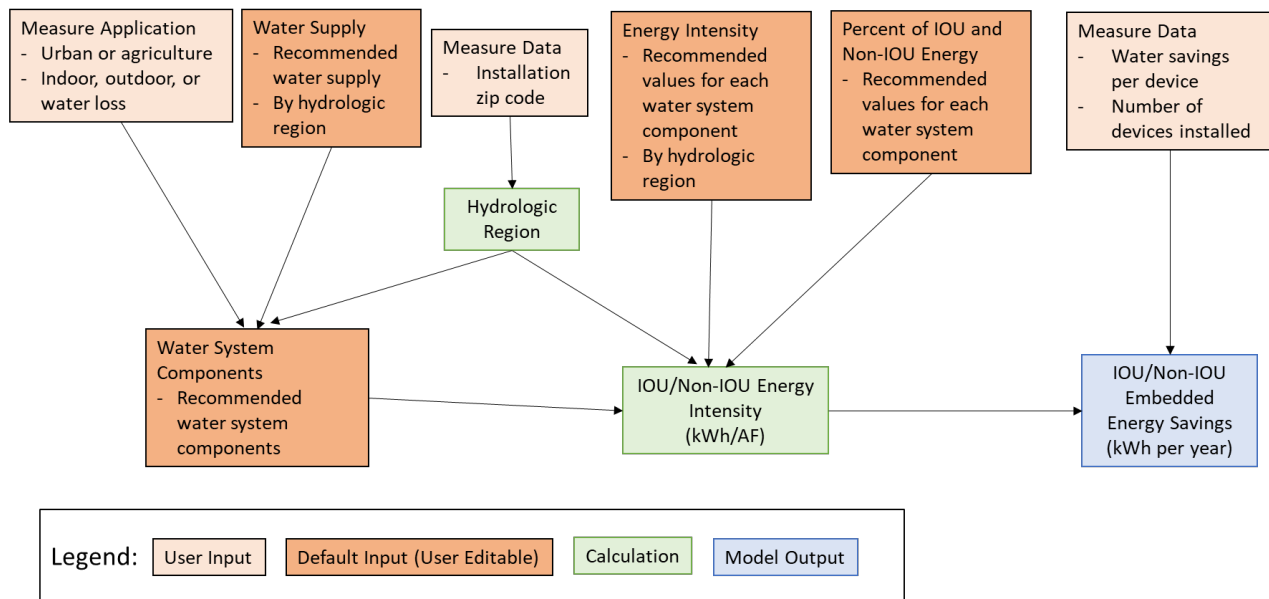 Measure Application
- Urban or agriculture
- Indoor, outdoor, or
water loss
Water Supply
- Recommended
water supply
- By hydrologic
region
Measure Data
- Installation
zip code
Energy Intensity
- Recommended
values for each
water system
component
- By hydrologic
region
Percent of IOU and
Non-IOU Energy
- Recommended
values for each
water system
component
Measure Data
- Water savings
per device
- Number of
devices installed
Hydrologic
Region
Water System
Components
- Recommended
water system
components
IOU/Non-IOU Energy
Intensity
(kWh/AF)
IOU/Non-IOU
Embedded
Energy Savings
(kWh per year)
Legend:
User Input
Default Input (User Editable)
Calculation
Model Output